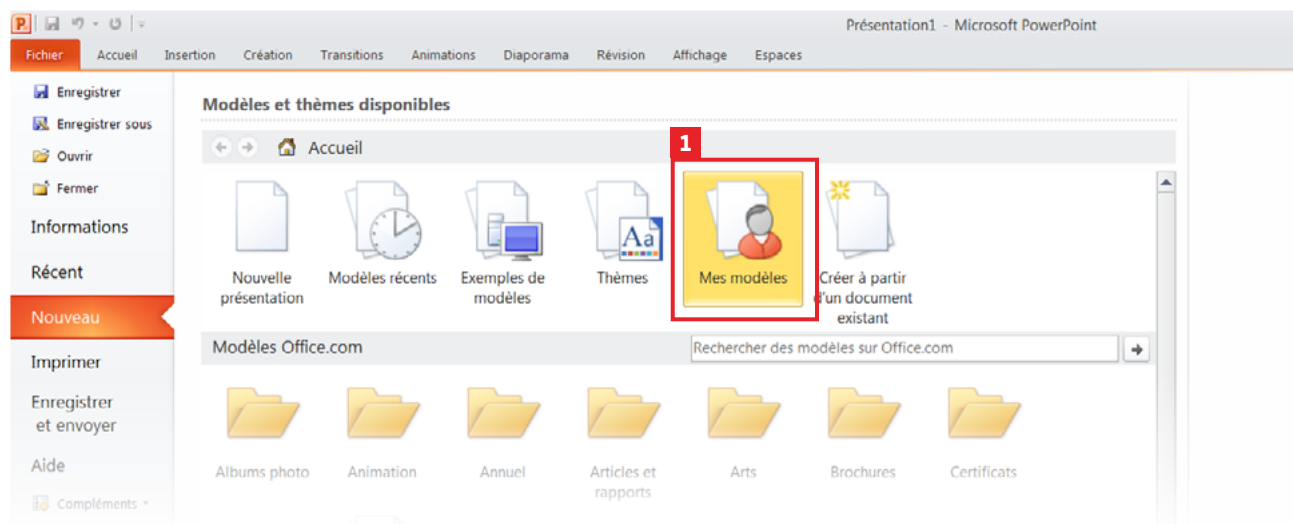 Présentation1 - Microsoft PowerPoint
Fichier Accueil Insertion Création Transitions Animations Diaporama Révision Affichage Espaces
Enregistrer
Enregistrer sous
Ouvrir
Fermer
Informations
Récent
Nouveau
Imprimer
Enregistrer
et envoyer
Aide
Compléments
Modèles et thèmes disponibles
Accueil
1
Nouvelle
présentation
Modèles récents
Exemples de
modèles
Aa
Thèmes
Mes modèles
Créer à partir
d'un document
existant
Modèles Office.com
Rechercher des modèles sur Office.com
Albums photo
Animation
Annuel
Articles et
rapports
Arts
Brochures
Certificats